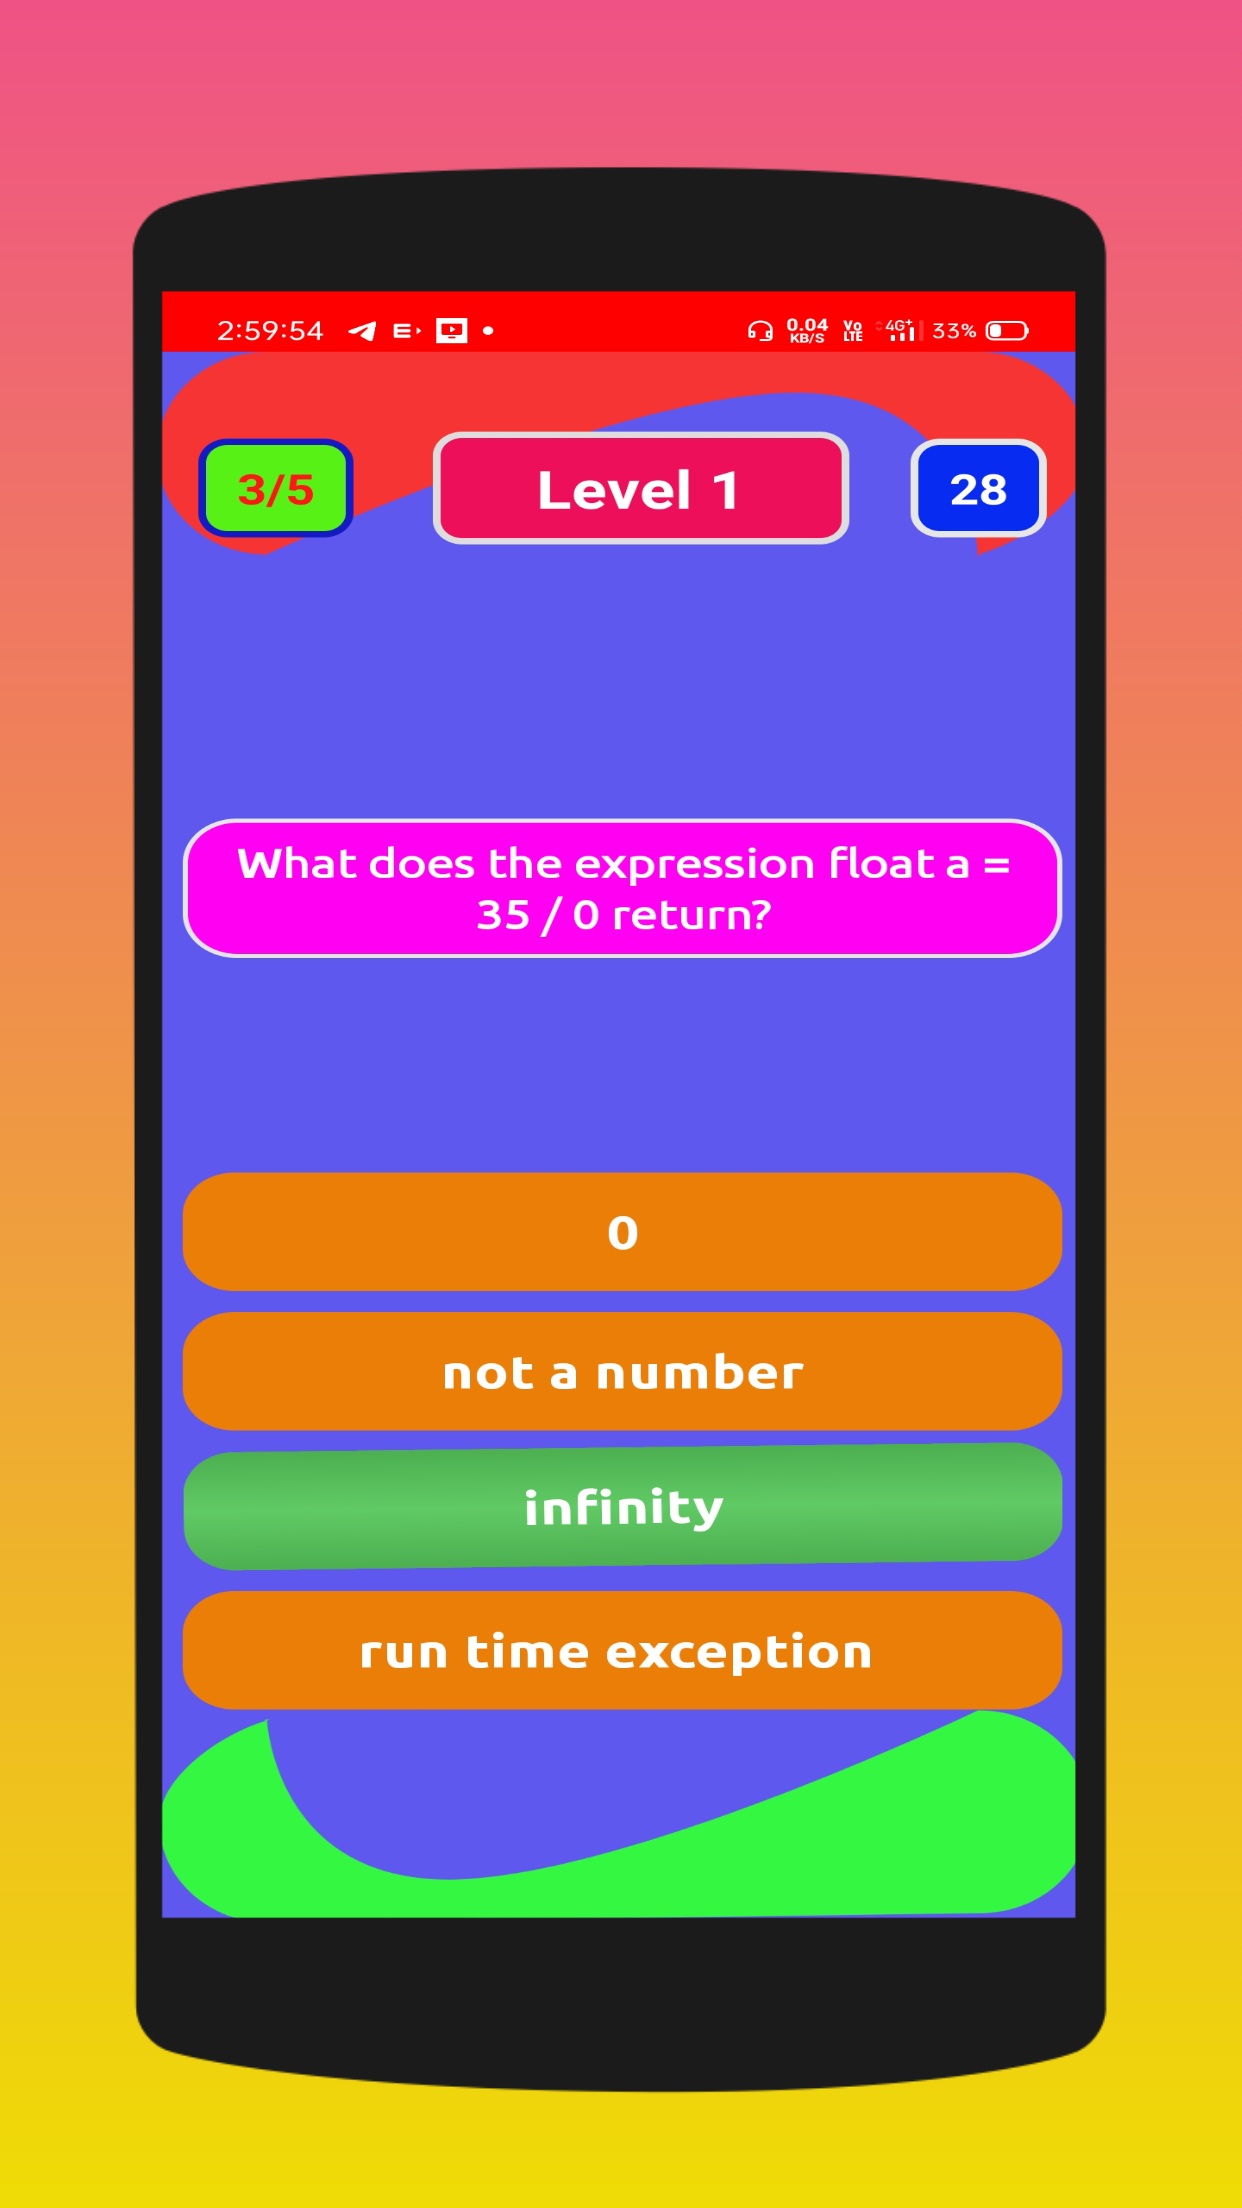 2:59:54 E 0.04 KB/S Vo LTE 4G+ 33%
3/5 Level 1 28
What does the expression float a =
35 / 0 return?
0
not a number
infinity
run time exception